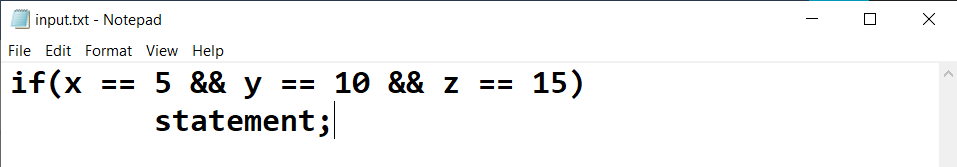 input.txt - Notepad
File Edit Format View Help
if(x == 5 && y == 10 && z == 15)
        statement;